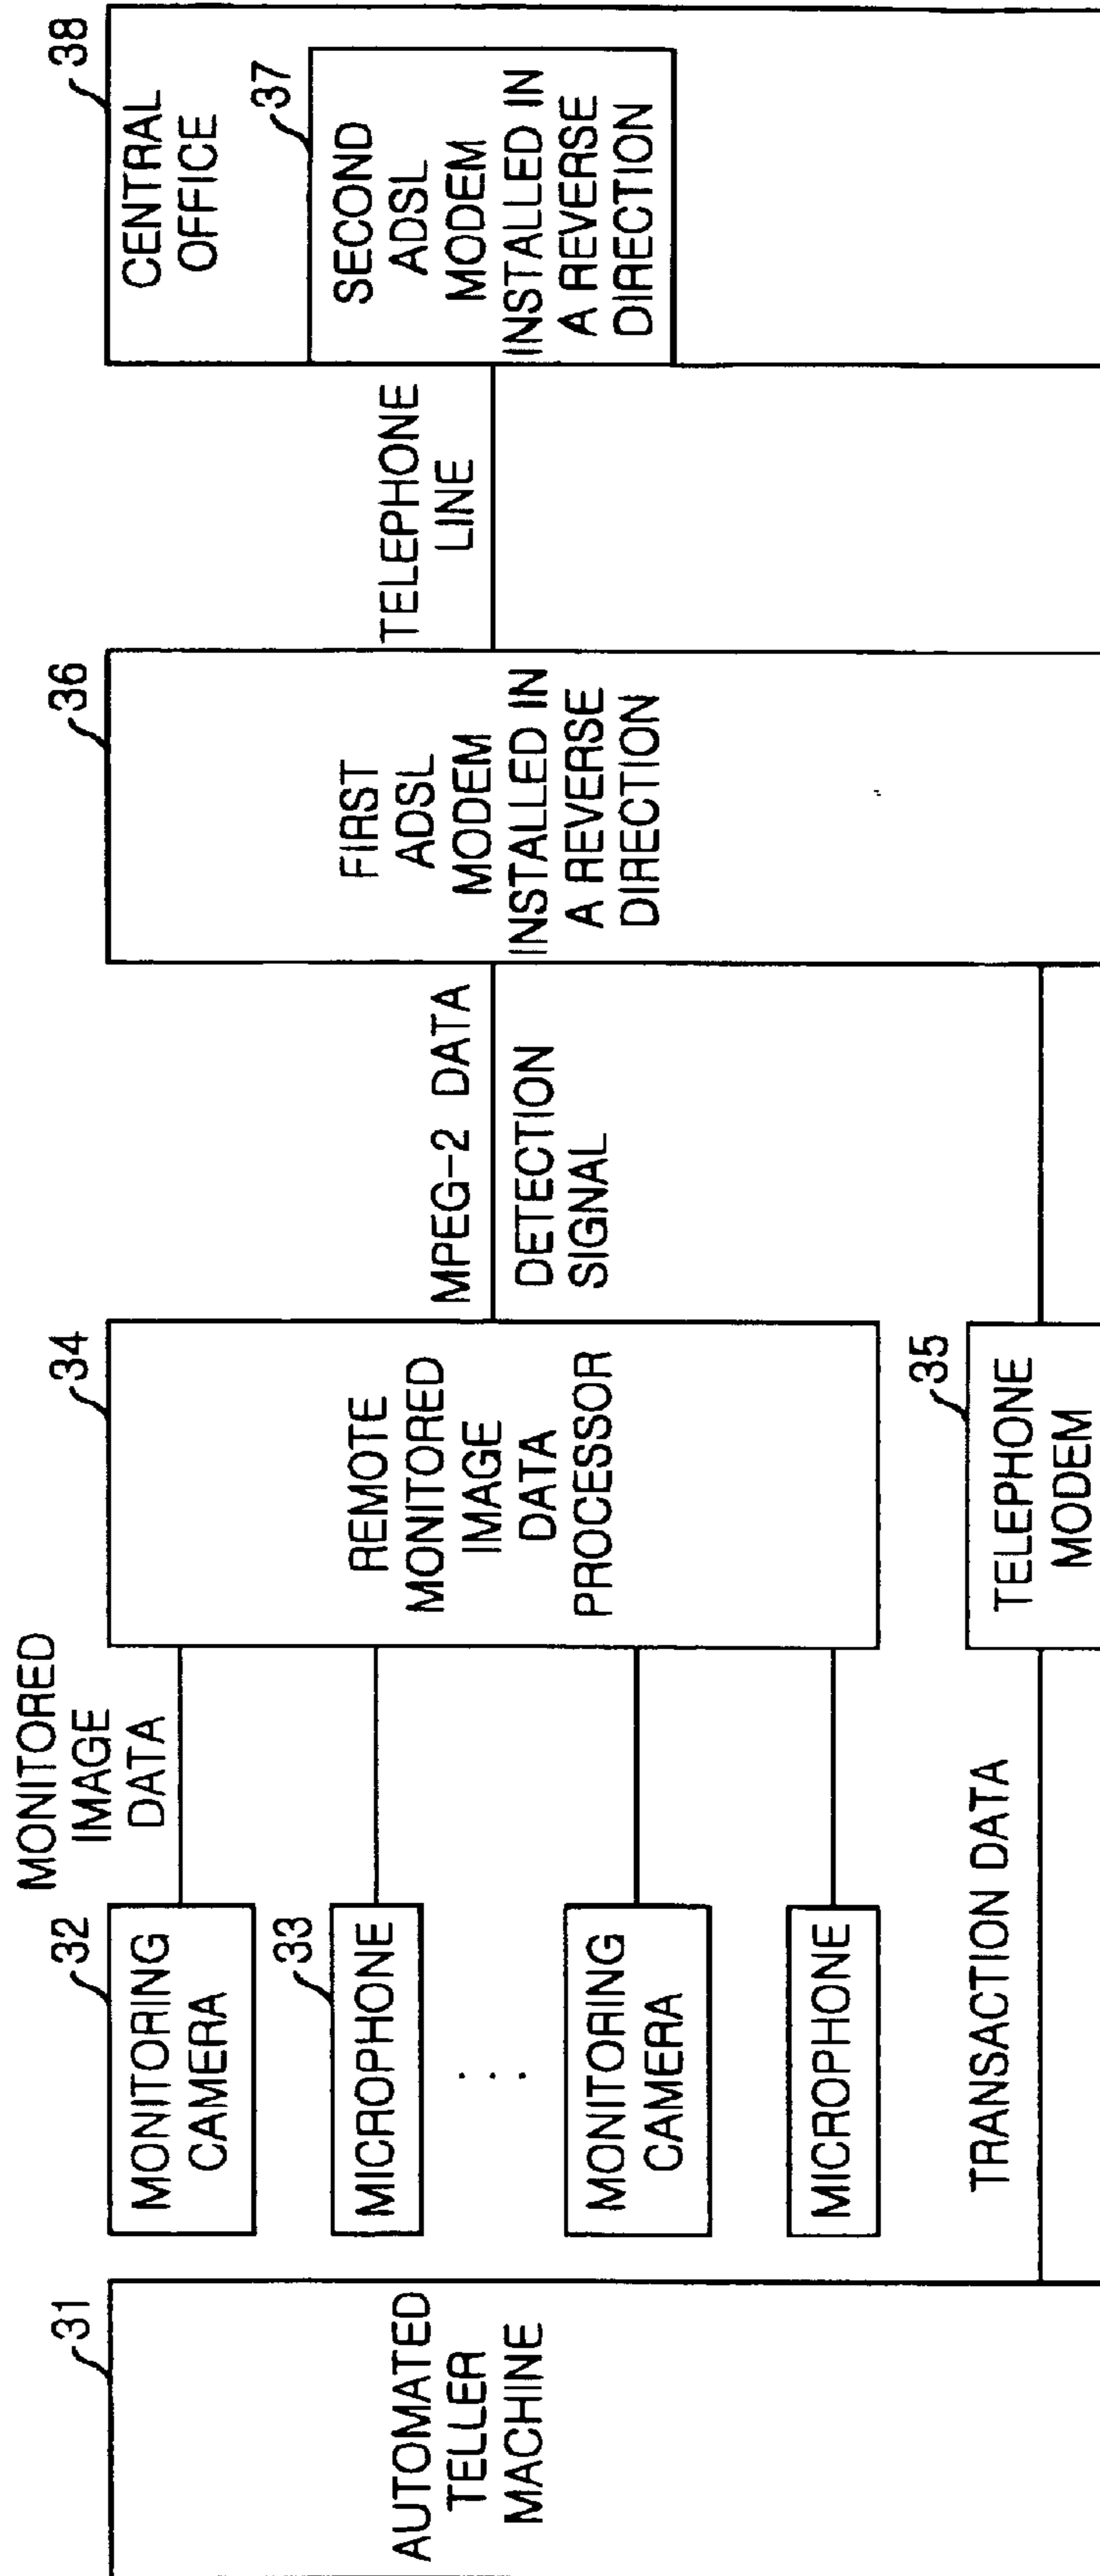 31
AUTOMATED
TELLER
MACHINE
32
MONITORING
CAMERA
33
MICROPHONE
MONITORING
CAMERA
MICROPHONE
MONITORED
IMAGE
DATA
TRANSACTION DATA
34
REMOTE
MONITORED
IMAGE
DATA
PROCESSOR
35
TELEPHONE
MODEM
MPEG-2 DATA
DETECTION
SIGNAL
36
FIRST
ADSL
MODEM
INSTALLED IN
A REVERSE
DIRECTION
TELEPHONE
LINE
38
CENTRAL
OFFICE
37
SECOND
ADSL
MODEM
INSTALLED IN
A REVERSE
DIRECTION